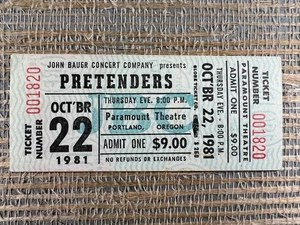 TICKET NUMBER
001820
JOHN BAUER CONCERT COMPANY presents
PRETENDERS
OCT'BR
22
1981
THURSDAY EVE. 8:00 P.M.
Paramount Theatre
PORTLAND, OREGON
ADMIT ONE $9.00
NO REFUNDS OR EXCHANGES
OCTBR. 22, 1981
THURSDAY EVE. 8:00 P.M.
ADMIT ONE
$9.00
PARAMOUNT THEATRE
TICKET NUMBER
001820